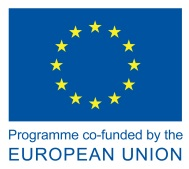 Programme co-funded by the
EUROPEAN UNION